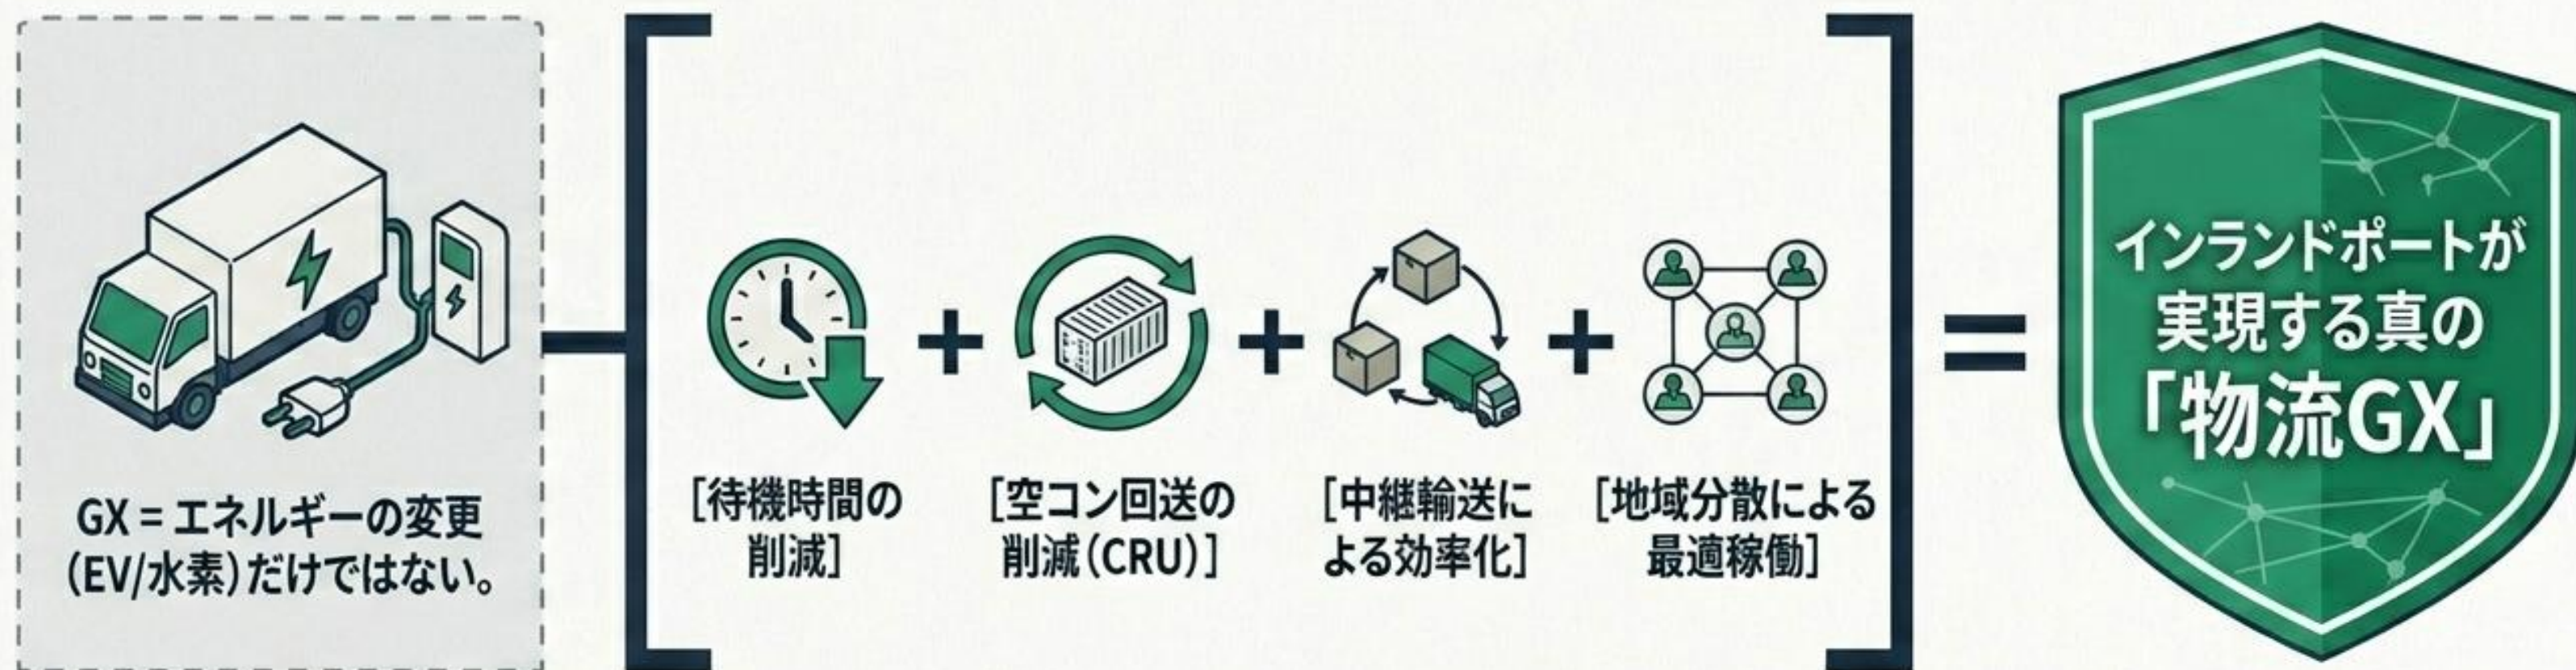 GX = エネルギーの変更
（EV/水素）だけではない。
［待機時間の
削減］
+
［空コン回送の
削減（CRU）］
+
［中継輸送に
よる効率化］
+
［地域分散による
最適稼働］
=
インランドポートが
実現する真の
「物流GX」